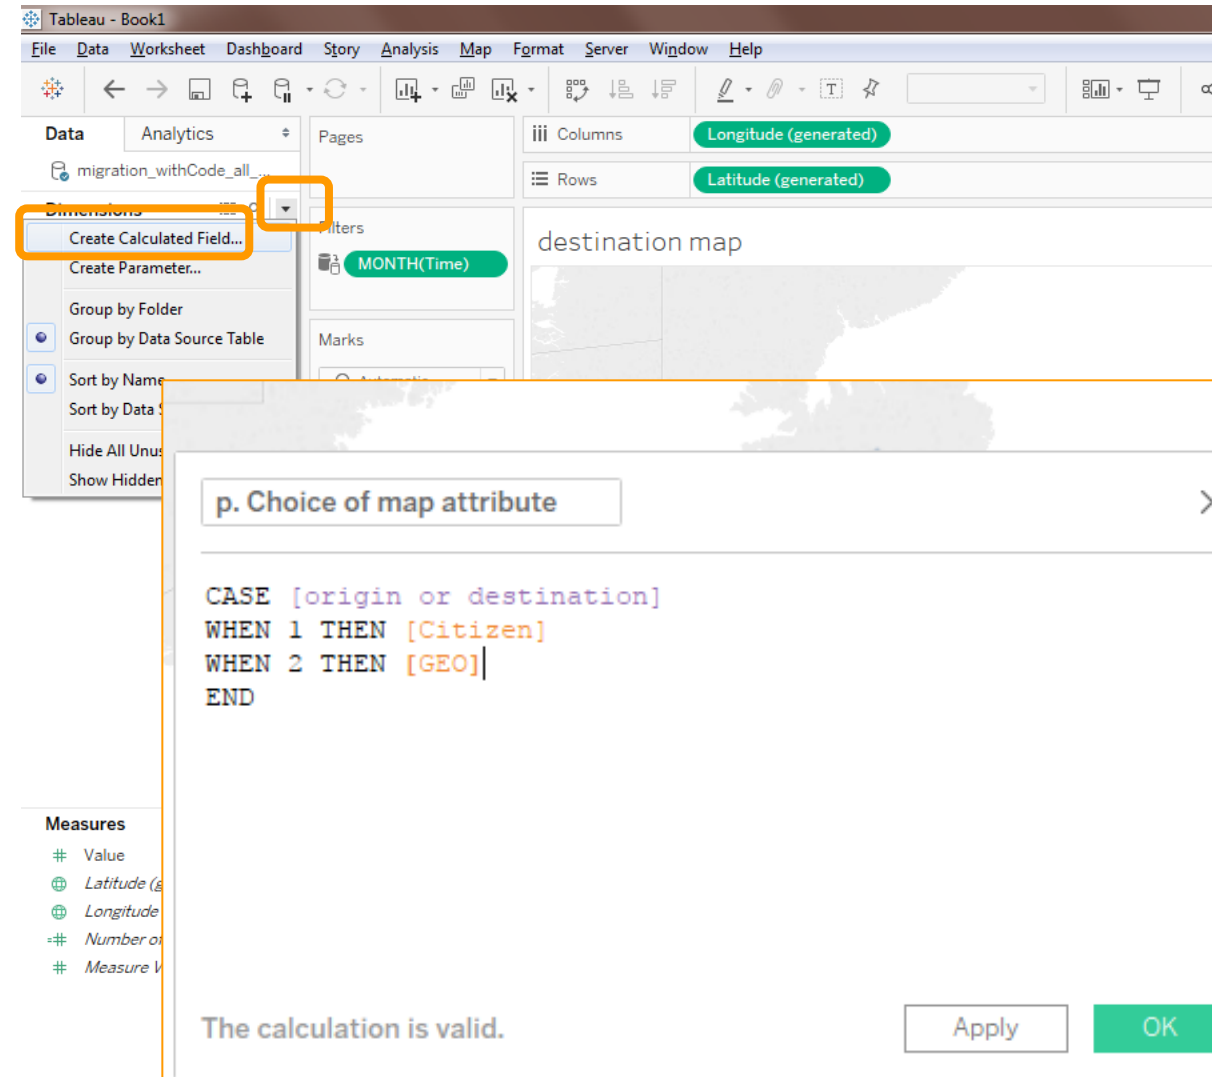 Tableau - Book1
File Data Worksheet Dashboard Story Analysis Map Format Server Window Help
Data Analytics
Pages
iii Columns
Longitude (generated)
migration_withCode_all_...
Rows
Latitude (generated)
Dimensions
Filters
Create Calculated Field...
destination map
Create Parameter...
MONTH(Time)
Group by Folder
Group by Data Source Table
Marks
Sort by Name
Automatic
Sort by Data S
Hide All Unus
Show Hidden
p. Choice of map attribute
CASE [origin or destination]
WHEN 1 THEN [Citizen]
WHEN 2 THEN [GEO]
END
Measures
Value
Latitude (g
Longitude
Number of
Measure V
The calculation is valid.
Apply
OK